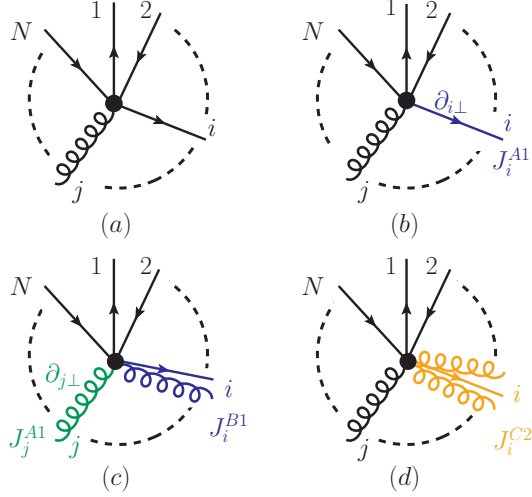 N 1 2
i
j
(a)
N 1 2
∂i⊥
i
J_i^{A1}
j
(b)
N 1 2
∂j⊥
i
J_i^{B1}
J_j^{A1} j
(c)
N 1 2
i
J_i^{C2}
j
(d)